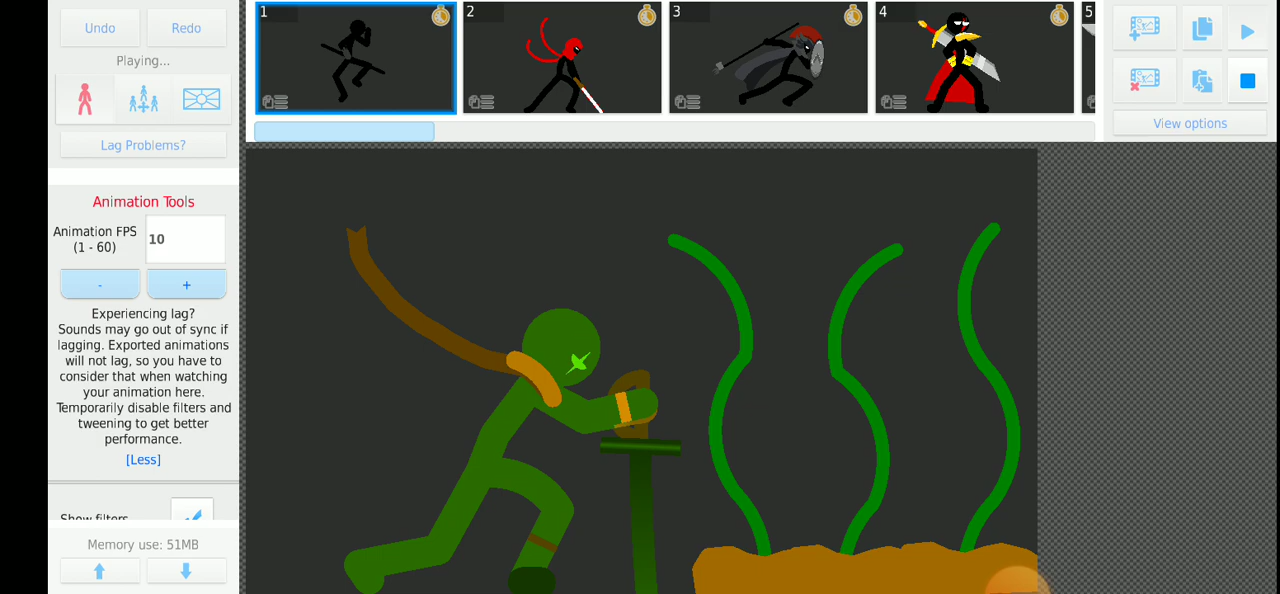 Undo
Redo
Playing...
Lag Problems?
Animation Tools
Animation FPS
(1 - 60)
10
-
+
Experiencing lag?
Sounds may go out of sync if
lagging. Exported animations
will not lag, so you have to
consider that when watching
your animation here.
Temporarily disable filters and
tweening to get better
performance.
[Less]
Show filters
Memory use: 51MB
1
2
3
4
5
View options